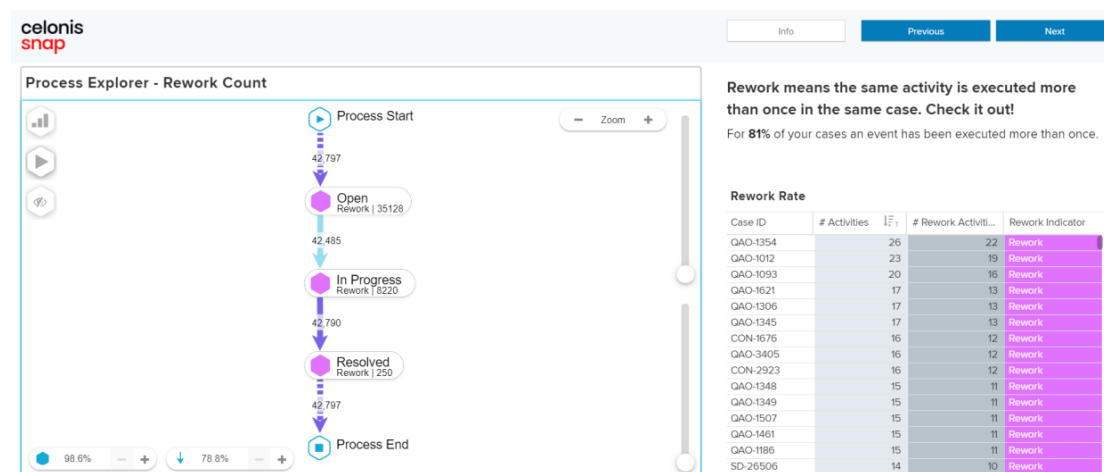 celonis
snap
Info
Previous
Next
Process Explorer - Rework Count
Process Start
Zoom
42,797
Open
Rework | 35128
42,485
In Progress
Rework | 8220
42,790
Resolved
Rework | 250
42,797
Process End
98.6%
78.8%
Rework means the same activity is executed more
than once in the same case. Check it out!
For 81% of your cases an event has been executed more than once.
Rework Rate
Case ID # Activities 1 # Rework Activiti... Rework Indicator
QAO-1354 26 22 Rework
QAO-1012 23 19 Rework
QAO-1093 20 16 Rework
QAO-1621 17 13 Rework
QAO-1306 17 13 Rework
QAO-1345 17 13 Rework
CON-1676 16 12 Rework
QAO-3405 16 12 Rework
CON-2923 16 12 Rework
QAO-1348 15 11 Rework
QAO-1349 15 11 Rework
QAO-1507 15 11 Rework
QAO-1461 15 11 Rework
QAO-1186 15 11 Rework
SD-26506 14 10 Rework